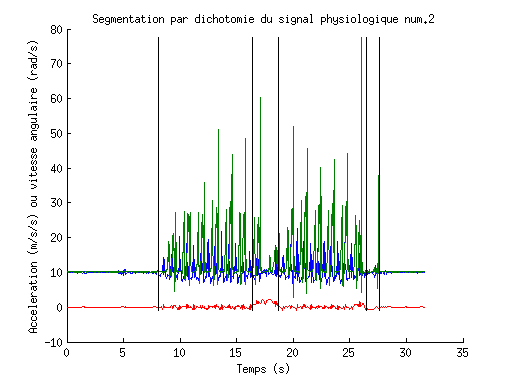 Segmentation par dichotomie du signal physiologique num.2
80
70
60
50
40
30
20
10
0
-10
Acceleration (m/s/s) ou vitesse angulaire (rad/s)
0 5 10 15 20 25 30 35
Temps (s)